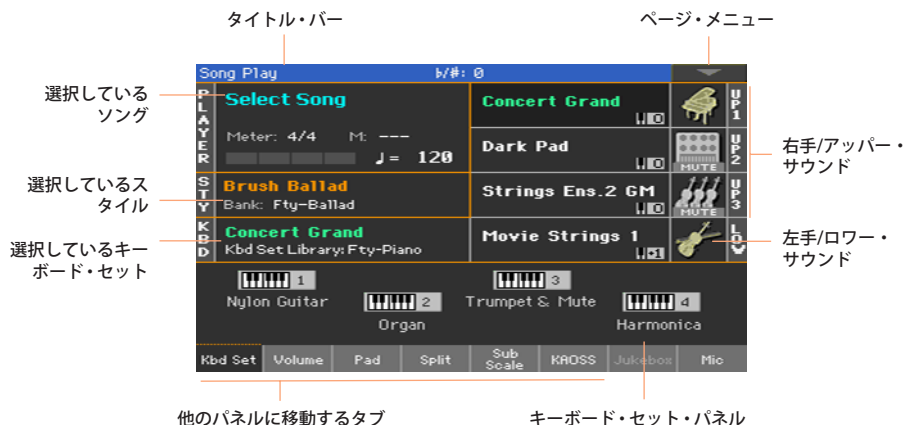 タイトル・バー
ページ・メニュー
Song Play
♭/#: 0
選択している
ソング
PLAYER
Select Song
Meter: 4/4 M: ---
♩= 120
Concert Grand
0
UP1
Dark Pad
0
MUTE
UP2
右手/アッパー・
サウンド
選択しているス
タイル
STY
Brush Ballad
Bank: Fty-Ballad
Strings Ens.2 GM
0
MUTE
UP3
選択しているキー
ボード・セット
KBD
Concert Grand
Kbd Set Library: Fty-Piano
Movie Strings 1
+1
LOW
左手/ロワー・
サウンド
1
Nylon Guitar
2
Organ
3
Trumpet & Mute
4
Harmonica
Kbd Set
Volume
Pad
Split
Sub
Scale
KAOSS
Jukebox
Mic
他のパネルに移動するタブ
キーボード・セット・パネル